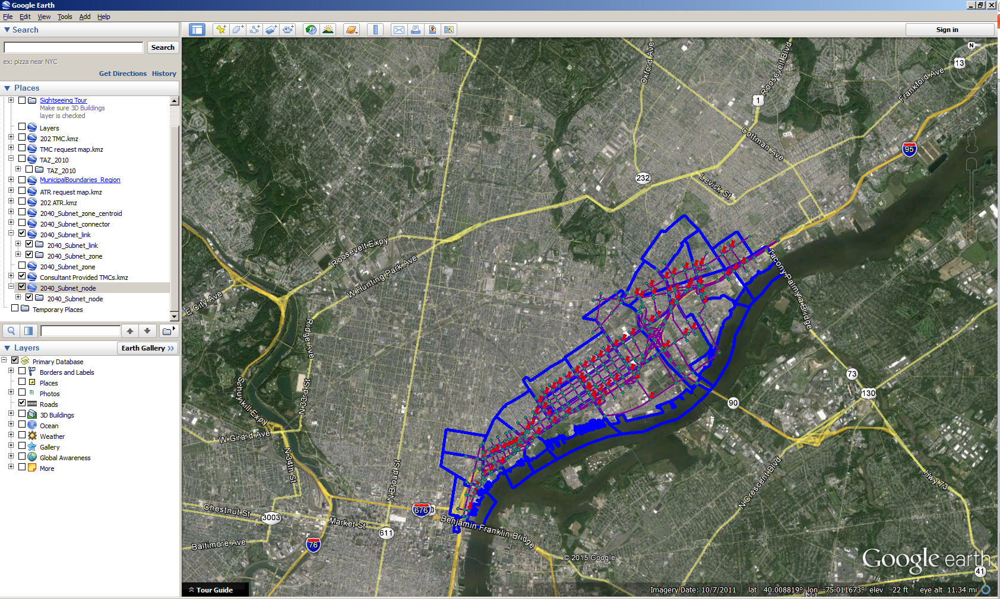 Google Earth
File Edit View Tools Add Help
Search
Search
ex: pizza near NYC
Get Directions History
Places
Sightseeing Tour
Make sure 3D Buildings
layer is checked
Layers
202 TMC.kmz
TMC request map.kmz
TAZ_2010
TAZ_2010
MunicipalBoundaries_Region
ATR request map.kmz
202 ATR.kmz
2040_Subnet_zone_centroid
2040_Subnet_connector
2040_Subnet_link
2040_Subnet_link
2040_Subnet_zone
2040_Subnet_zone
Consultant Provided TMCs.kmz
2040_Subnet_node
2040_Subnet_node
Temporary Places
Layers
Earth Gallery >>
Primary Database
Borders and Labels
Places
Photos
Roads
3D Buildings
Ocean
Weather
Gallery
Global Awareness
More
Sign in
N
13
Oxford Ave
Roosevelt Blvd
Frankford Ave
1
Cottman Ave
95
232
Levick St
Roosevelt Expy
W Hunting Park Ave
Tacony Palmyra Bridge
E City Ave
Ridge Ave
N 33rd St
Schuylkill Expy
73
130
90
W Girard Ave
N 34th St
N Broad St
N Crescent Blvd
Hwy 73
Chestnut St
3003
676
Market St
611
Benjamin Franklin Bridge
Baltimore Ave
76
© 2015 Google
Google earth
41
Tour Guide
Imagery Date: 10/7/2011 lat 40.008819° lon -75.011673° elev -22 ft eye alt 11.34 mi